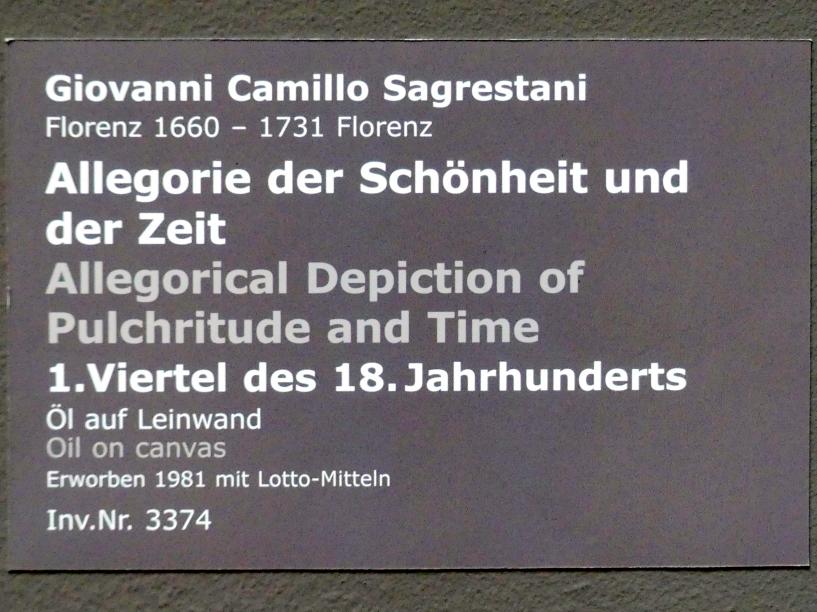 Giovanni Camillo Sagrestani
Florenz 1660 – 1731 Florenz
Allegorie der Schönheit und
der Zeit
Allegorical Depiction of
Pulchritude and Time
1.Viertel des 18.Jahrhunderts
Öl auf Leinwand
Oil on canvas
Erworben 1981 mit Lotto-Mitteln
Inv.Nr. 3374